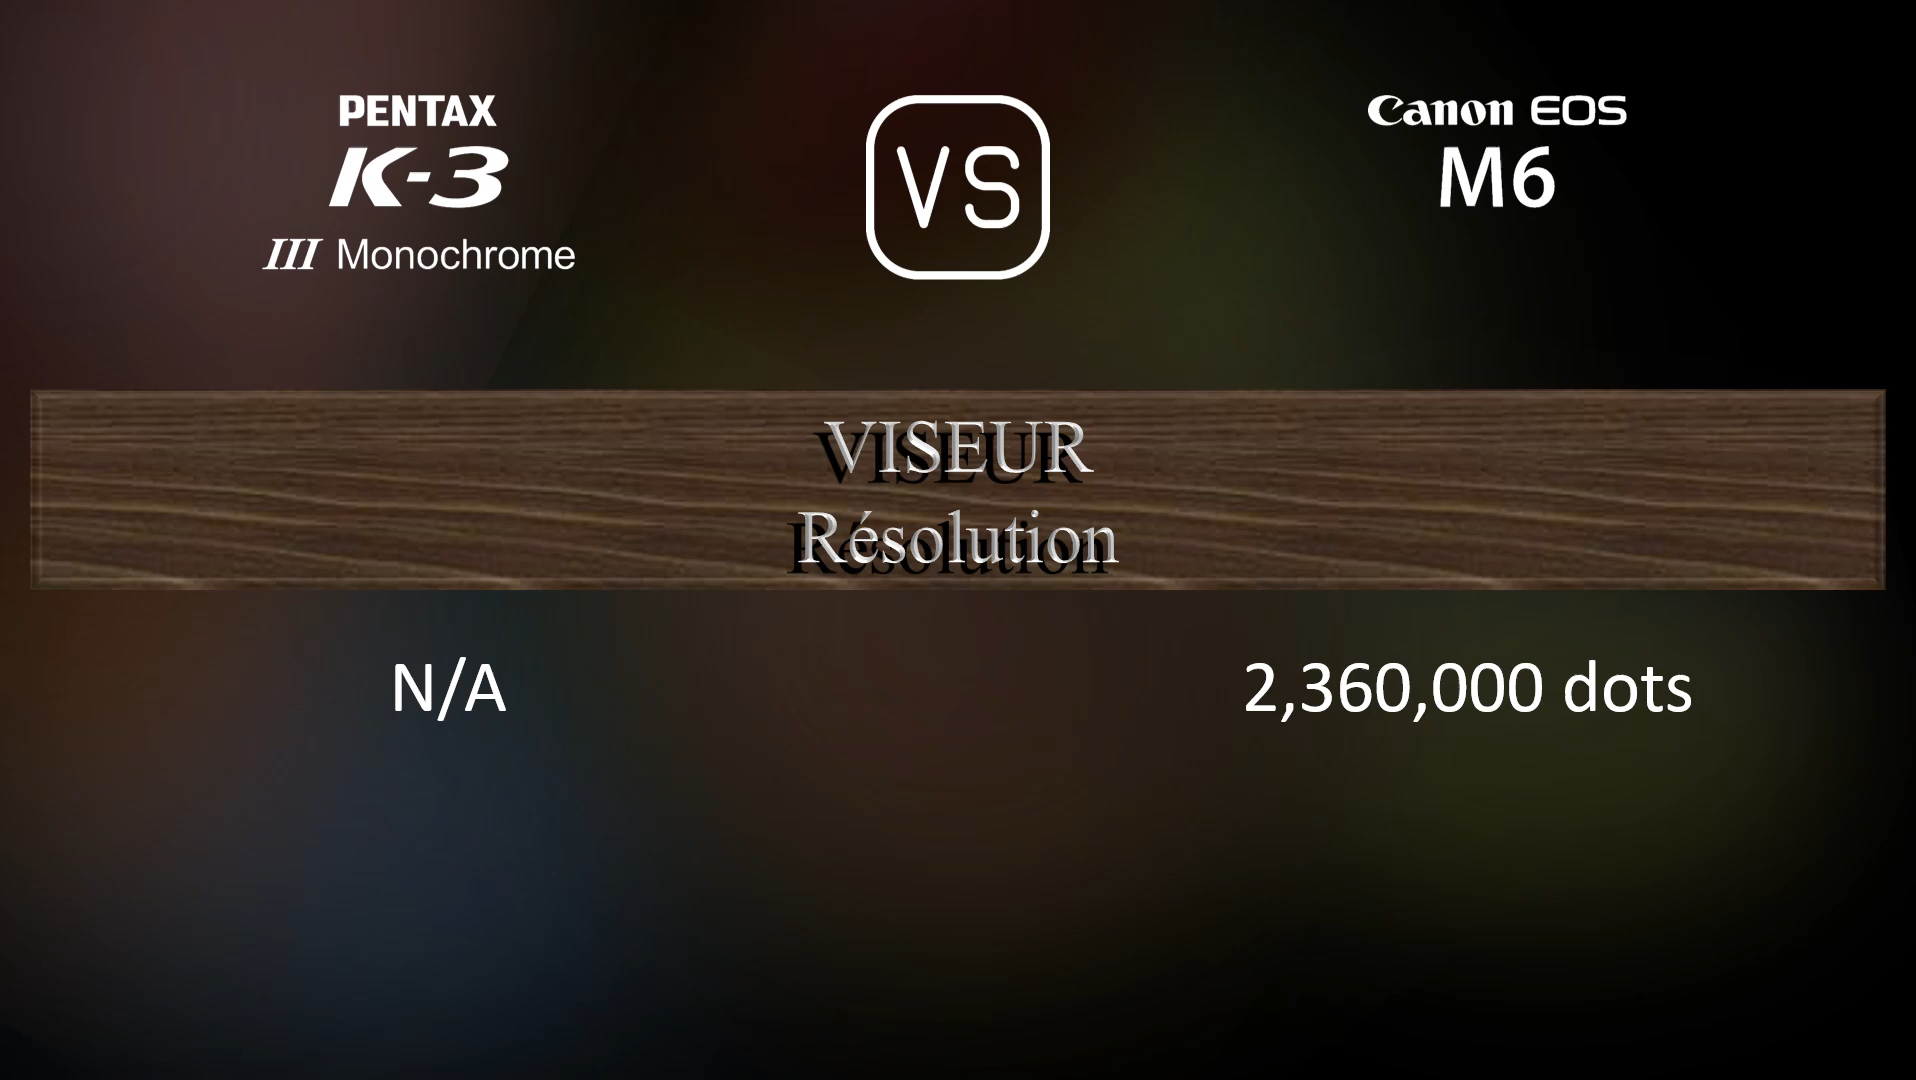 PENTAX
K-3
III Monochrome
VS
Canon EOS
M6
VISEUR
Résolution
N/A
2,360,000 dots